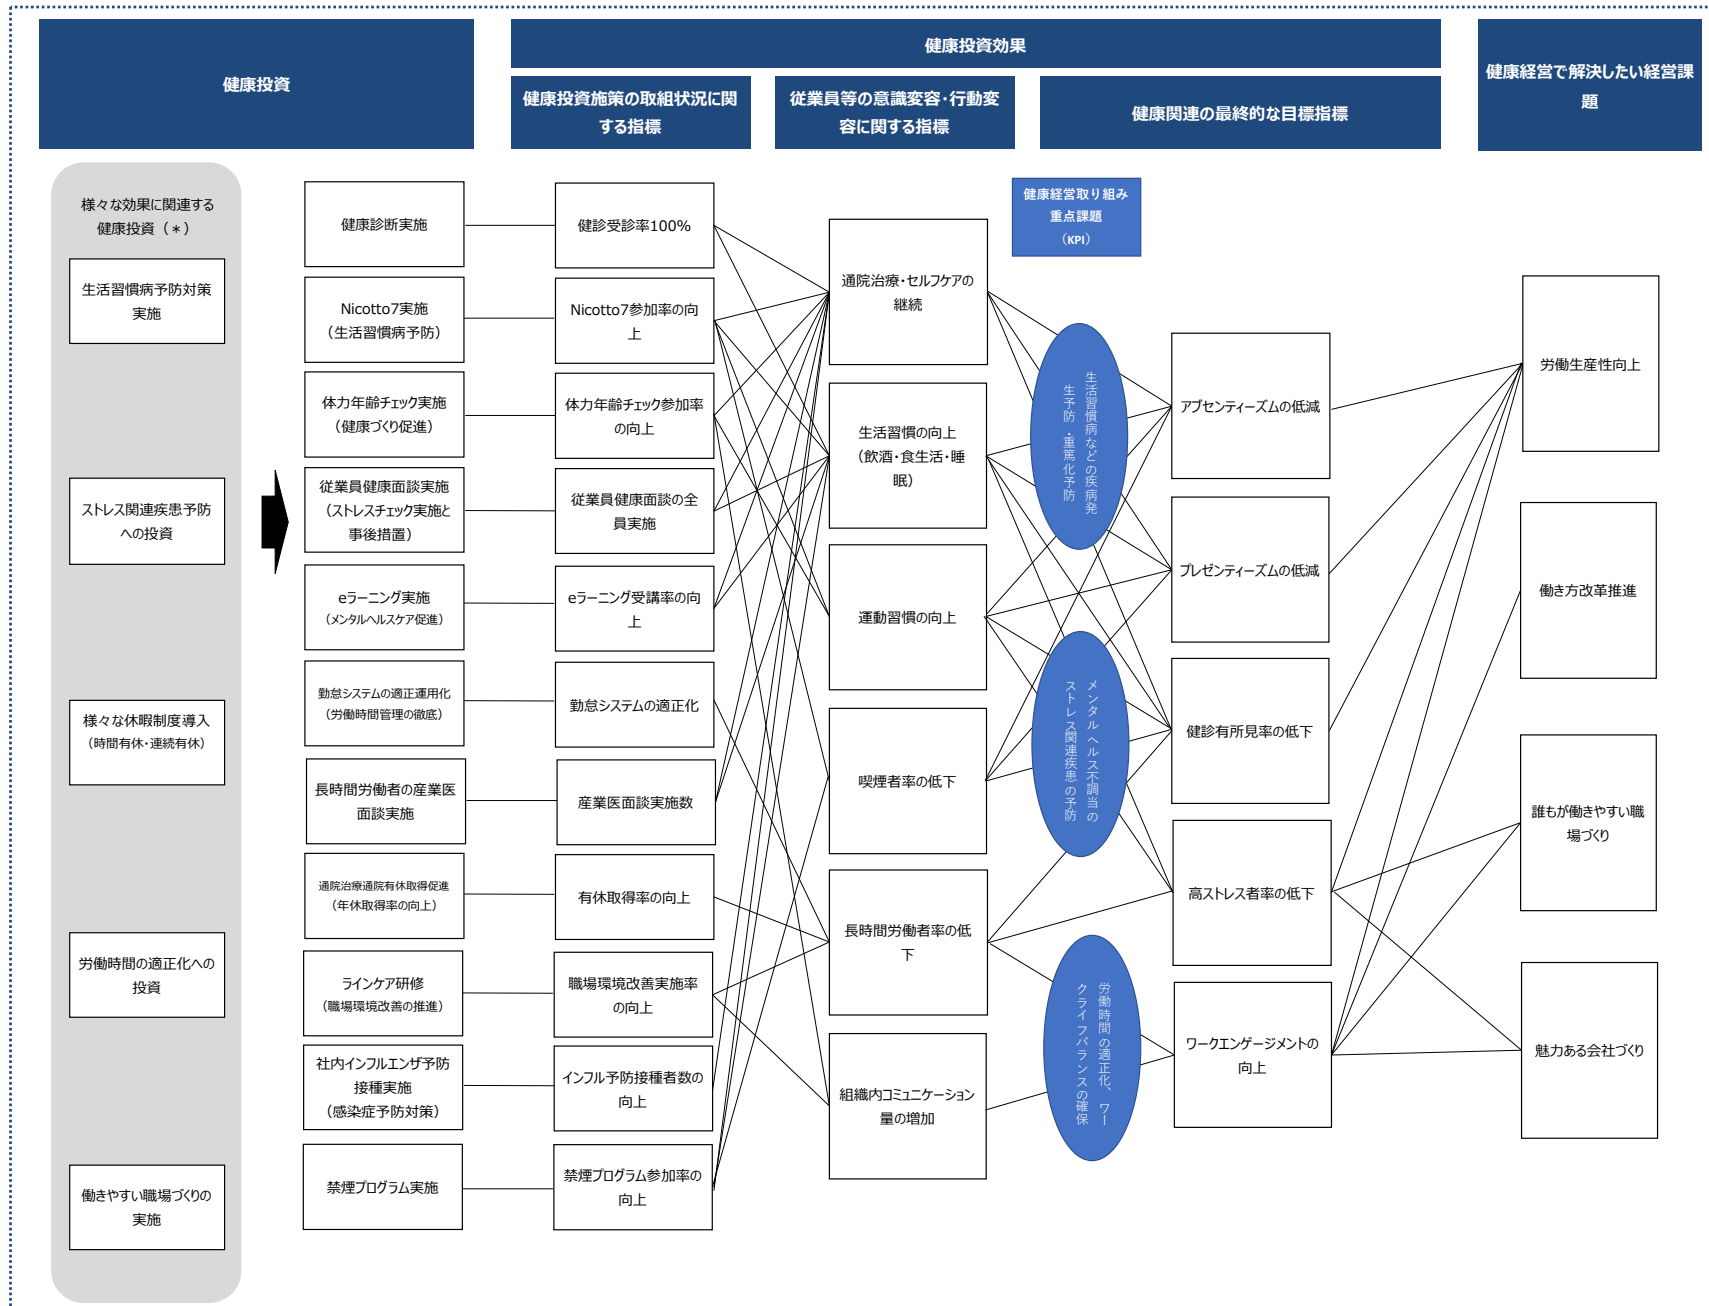 健康投資
健康投資効果
健康経営で解決したい経営課
題
健康投資施策の取組状況に関
する指標
従業員等の意識変容・行動変
容に関する指標
健康関連の最終的な目標指標
様々な効果に関連する
健康投資（＊）
生活習慣病予防対策
実施
ストレス関連疾患予防
への投資
様々な休暇制度導入
（時間有休・連続有休）
労働時間の適正化への
投資
働きやすい職場づくりの
実施
健康診断実施
Nicotto7実施
（生活習慣病予防）
体力年齢チェック実施
（健康づくり促進）
従業員健康面談実施
（ストレスチェック実施と
事後措置）
eラーニング実施
（メンタルヘルスケア促進）
勤怠システムの適正運用化
（労働時間管理の徹底）
長時間労働者の産業医
面談実施
通院治療通院有休取得促進
（年休取得率の向上）
ラインケア研修
（職場環境改善の推進）
社内インフルエンザ予防
接種実施
（感染症予防対策）
禁煙プログラム実施
健診受診率100%
Nicotto7参加率の向
上
体力年齢チェック参加率
の向上
従業員健康面談の全
員実施
eラーニング受講率の向
上
勤怠システムの適正化
産業医面談実施数
有休取得率の向上
職場環境改善実施率
の向上
インフル予防接種者数の
向上
禁煙プログラム参加率の
向上
通院治療・セルフケアの
継続
生活習慣の向上
（飲酒・食生活・睡
眠）
運動習慣の向上
喫煙者率の低下
長時間労働者率の低
下
組織内コミュニケーション
量の増加
健康経営取り組み
重点課題
（KPI）
生活習慣病などの疾病発
生予防・重篤化予防
メンタルヘルス不調当の
ストレス関連疾患の予防
労働時間の適正化、ワー
クライフバランスの確保
アブセンティーズムの低減
プレゼンティーズムの低減
健診有所見率の低下
高ストレス者率の低下
ワークエンゲージメントの
向上
労働生産性向上
働き方改革推進
誰もが働きやすい職
場づくり
魅力ある会社づくり